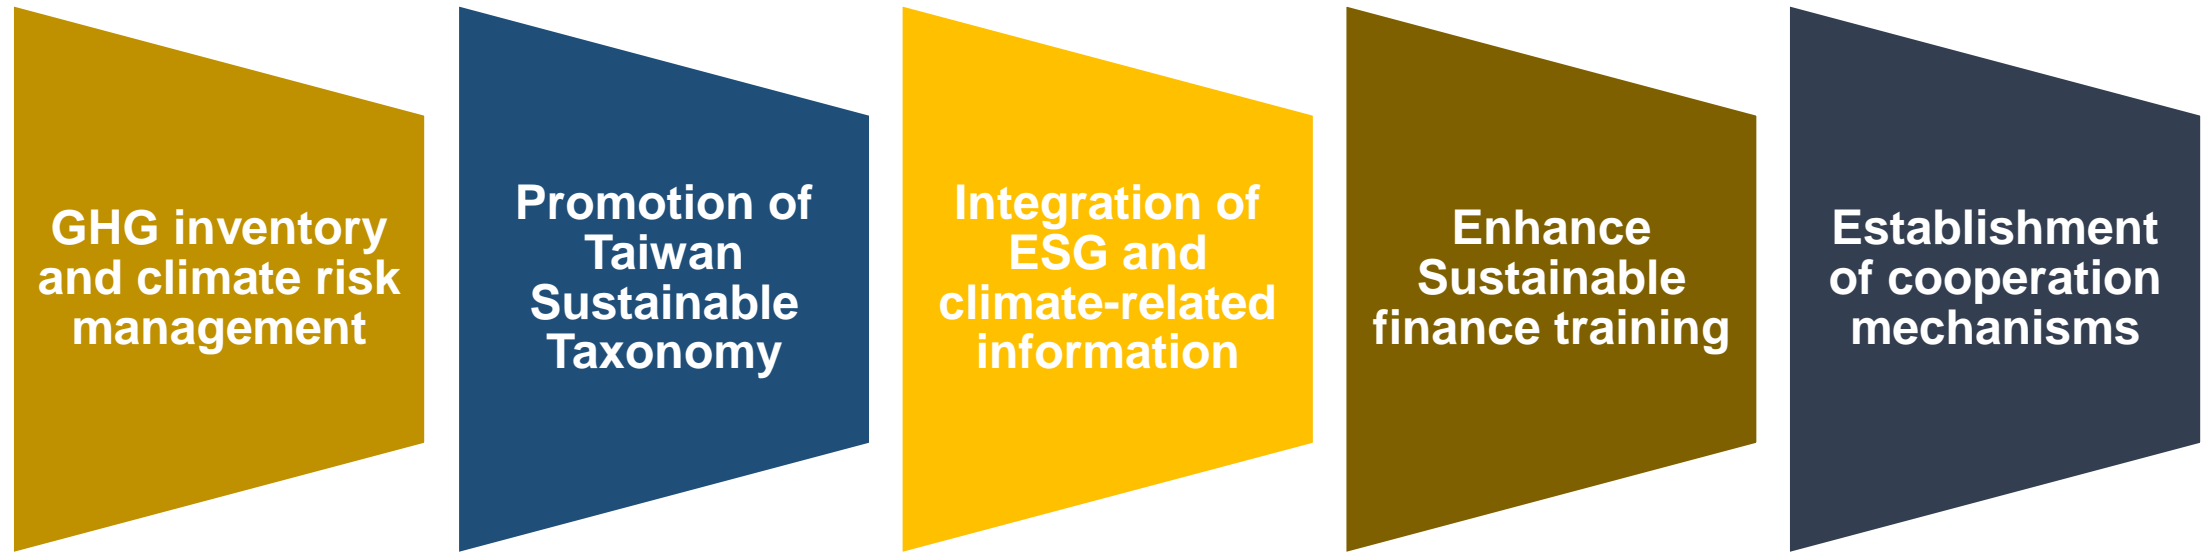 GHG inventory
and climate risk
management
Promotion of
Taiwan
Sustainable
Taxonomy
Integration of
ESG and
climate-related
information
Enhance
Sustainable
finance training
Establishment
of cooperation
mechanisms